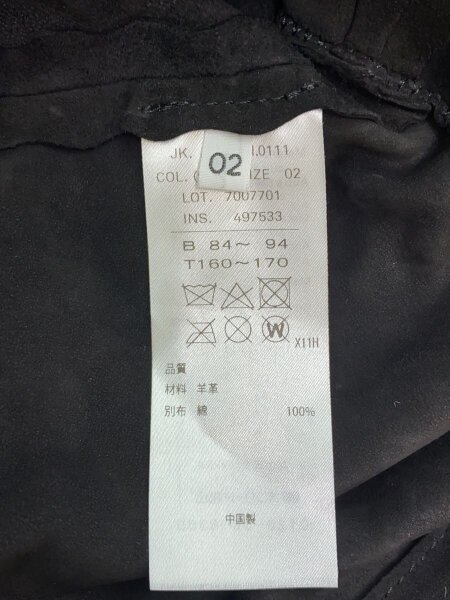 JK. I.0111
02
COL. IZE 02
LOT. 7007701
INS. 497533
B 84～ 94
T160～170
W
X11H
品質
材料 羊革
別布 綿 100%
中国製